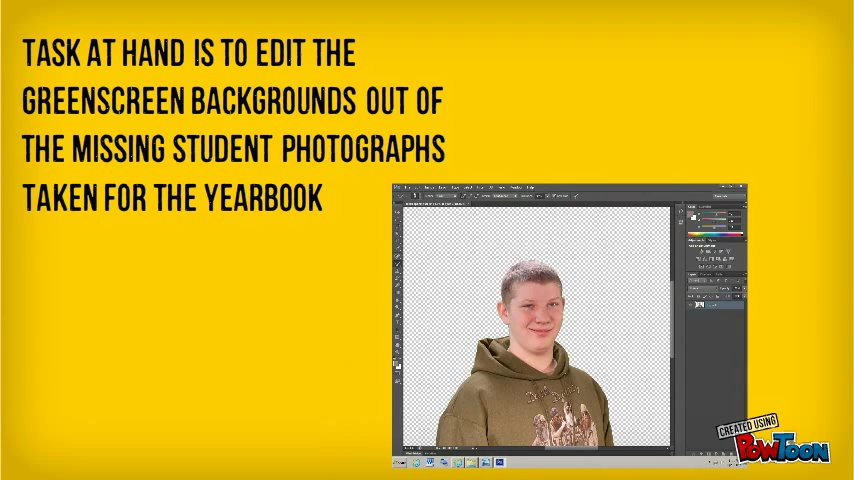 TASK AT HAND IS TO EDIT THE
GREENSCREEN BACKGROUNDS OUT OF
THE MISSING STUDENT PHOTOGRAPHS
TAKEN FOR THE YEARBOOK
CREATED USING
POWTOON